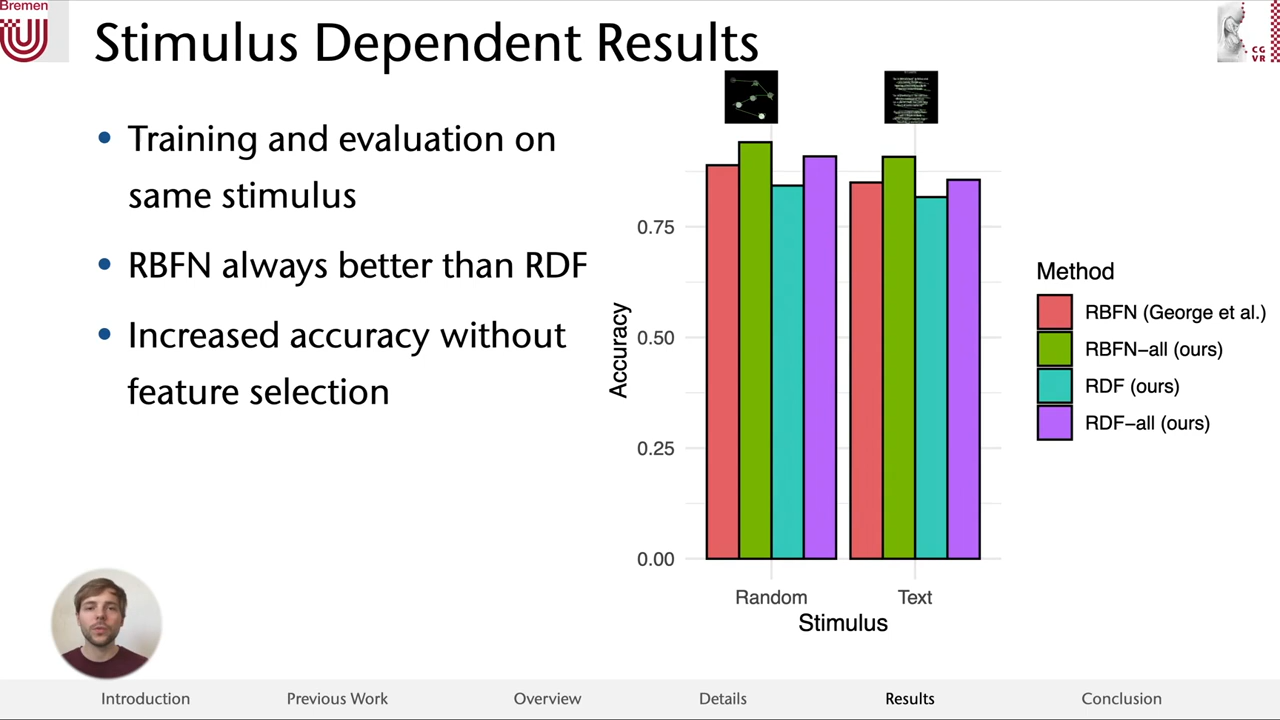 Bremen
Stimulus Dependent Results
CG
VR
• Training and evaluation on
same stimulus
• RBFN always better than RDF
• Increased accuracy without
feature selection
Accuracy
0.75
0.50
0.25
0.00
Random
Text
Stimulus
Method
RBFN (George et al.)
RBFN−all (ours)
RDF (ours)
RDF−all (ours)
Introduction
Previous Work
Overview
Details
Results
Conclusion